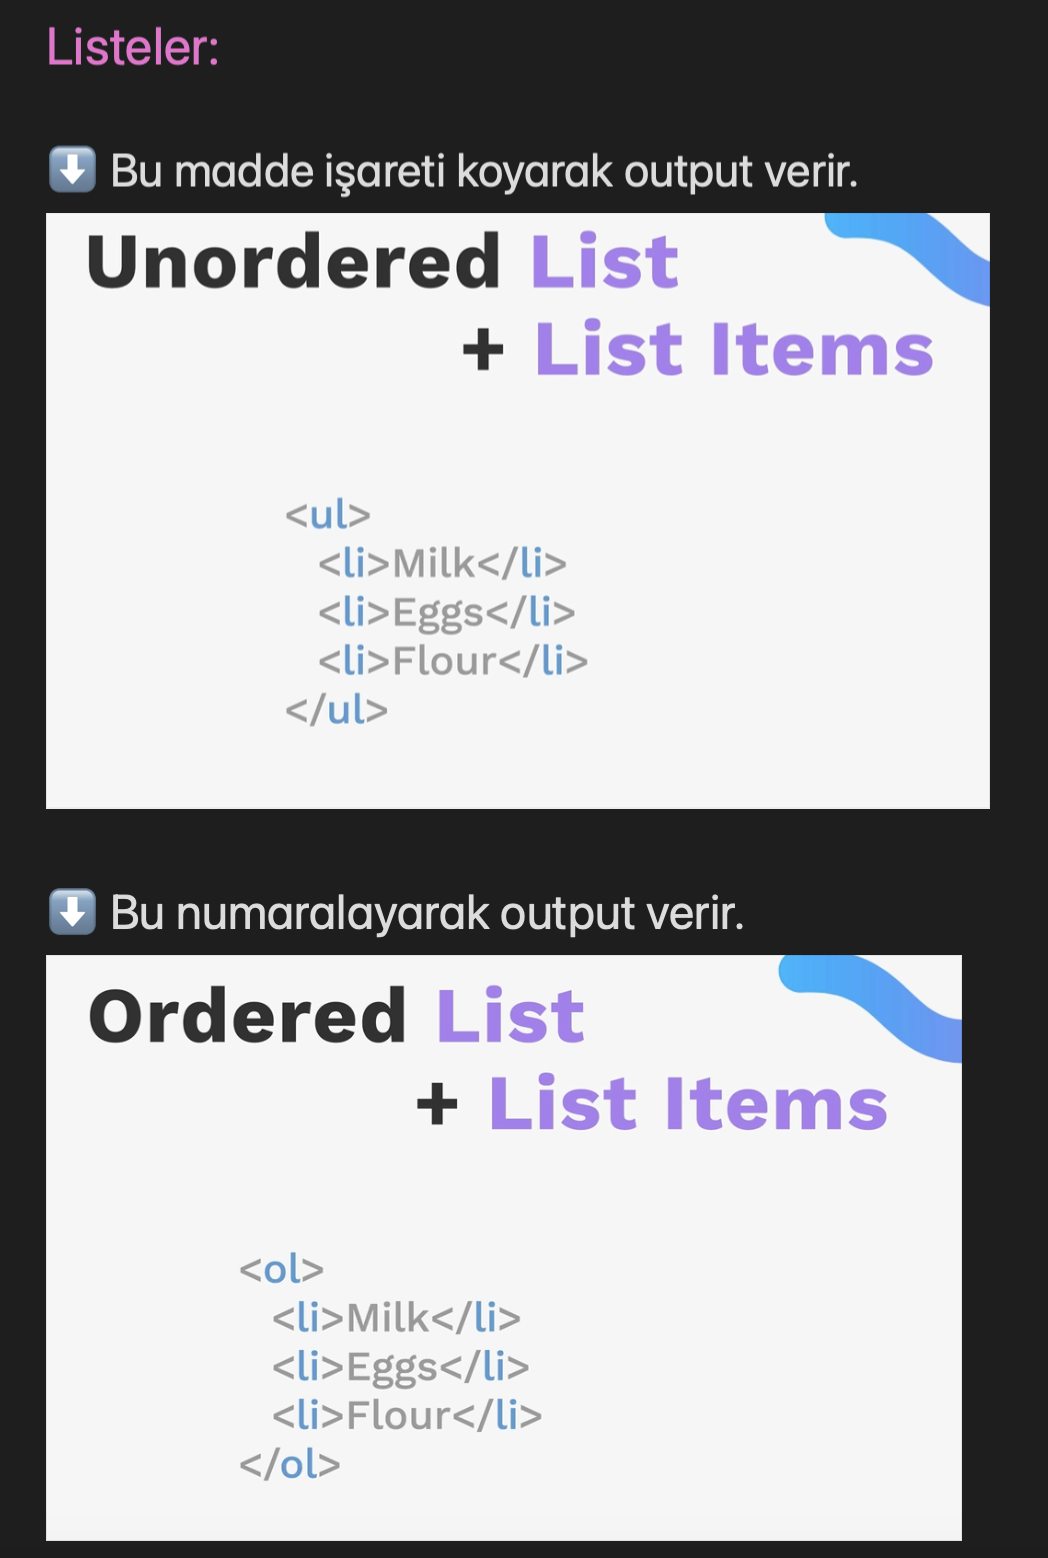 Listeler:
Bu madde işareti koyarak output verir.
Unordered List
+ List Items
<ul>
<li>Milk</li>
<li>Eggs</li>
<li>Flour</li>
</ul>
Bu numaralayarak output verir.
Ordered List
+ List Items
<ol>
<li>Milk</li>
<li>Eggs</li>
<li>Flour</li>
</ol>